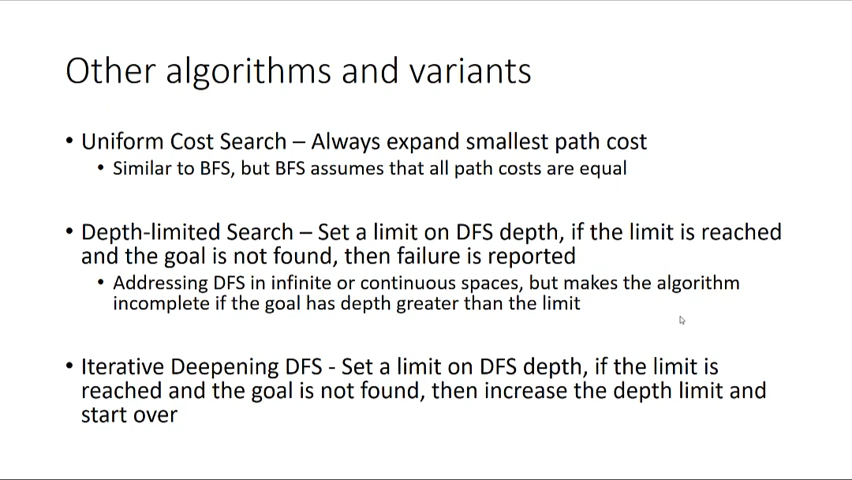 Other algorithms and variants
• Uniform Cost Search – Always expand smallest path cost
• Similar to BFS, but BFS assumes that all path costs are equal
• Depth-limited Search – Set a limit on DFS depth, if the limit is reached
and the goal is not found, then failure is reported
• Addressing DFS in infinite or continuous spaces, but makes the algorithm
incomplete if the goal has depth greater than the limit
• Iterative Deepening DFS - Set a limit on DFS depth, if the limit is
reached and the goal is not found, then increase the depth limit and
start over